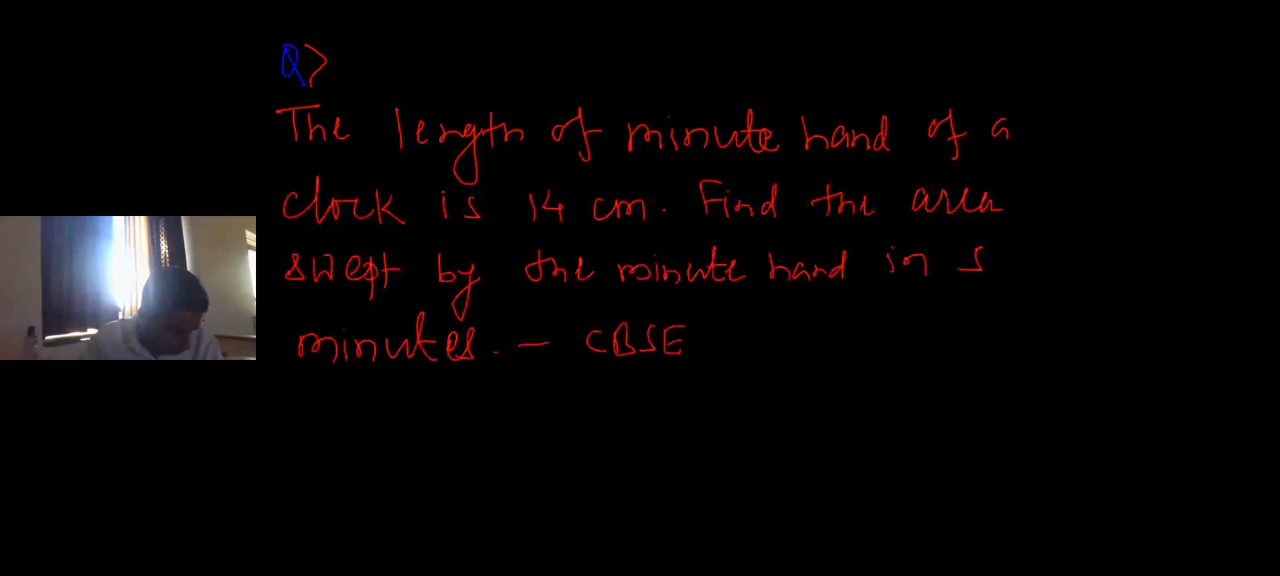 Q>
The length of minute hand of a
clock is 14 cm. Find the area
swept by the minute hand in 5
minutes. - CBSE